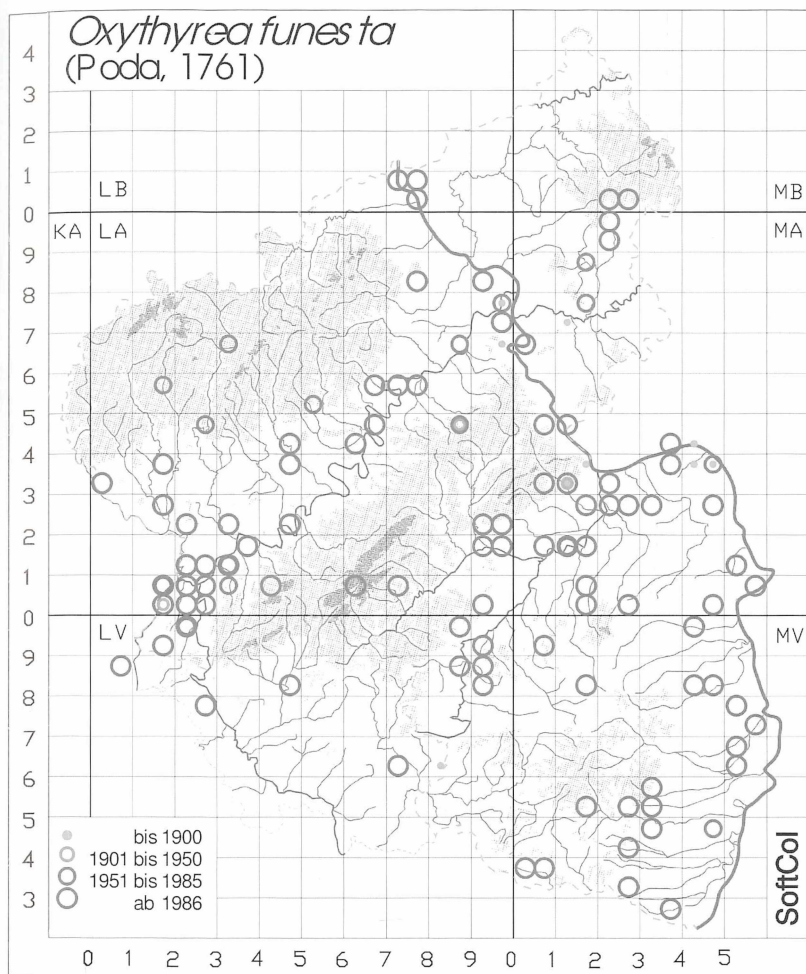 Oxythyrea funesta
(Poda, 1761)
4
3
2
1
LB
MB
0
KA LA
MA
9
8
7
6
5
4
3
2
1
0
LV
MV
9
8
7
6
5
4
3
bis 1900
1901 bis 1950
1951 bis 1985
ab 1986
SoftCol
0 1 2 3 4 5 6 7 8 9 0 1 2 3 4 5